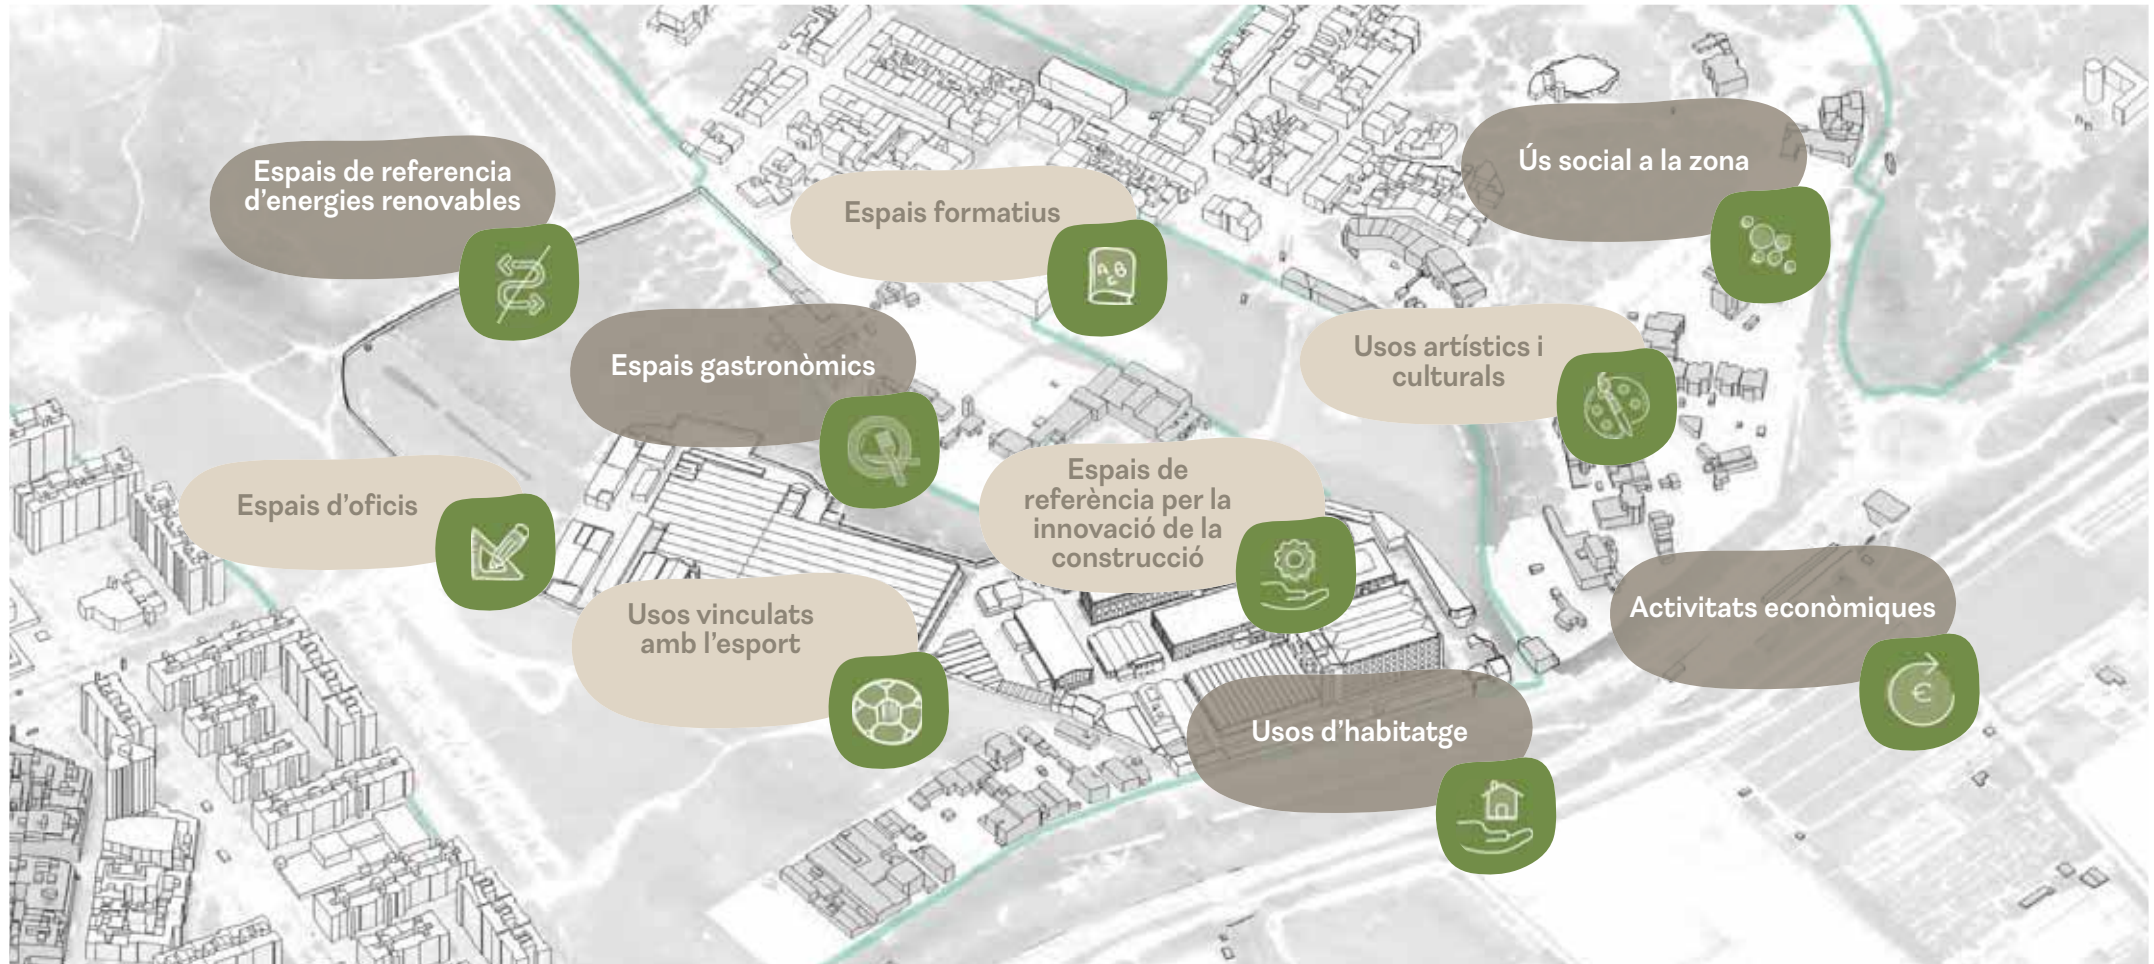 Espais de referencia
d'energies renovables
Espais formatius
Ús social a la zona
Espais gastronòmics
Usos artístics i
culturals
Espais d'oficis
Espais de
referència per la
innovació de la
construcció
Usos vinculats
amb l'esport
Activitats econòmiques
Usos d'habitatge
A B
C
€